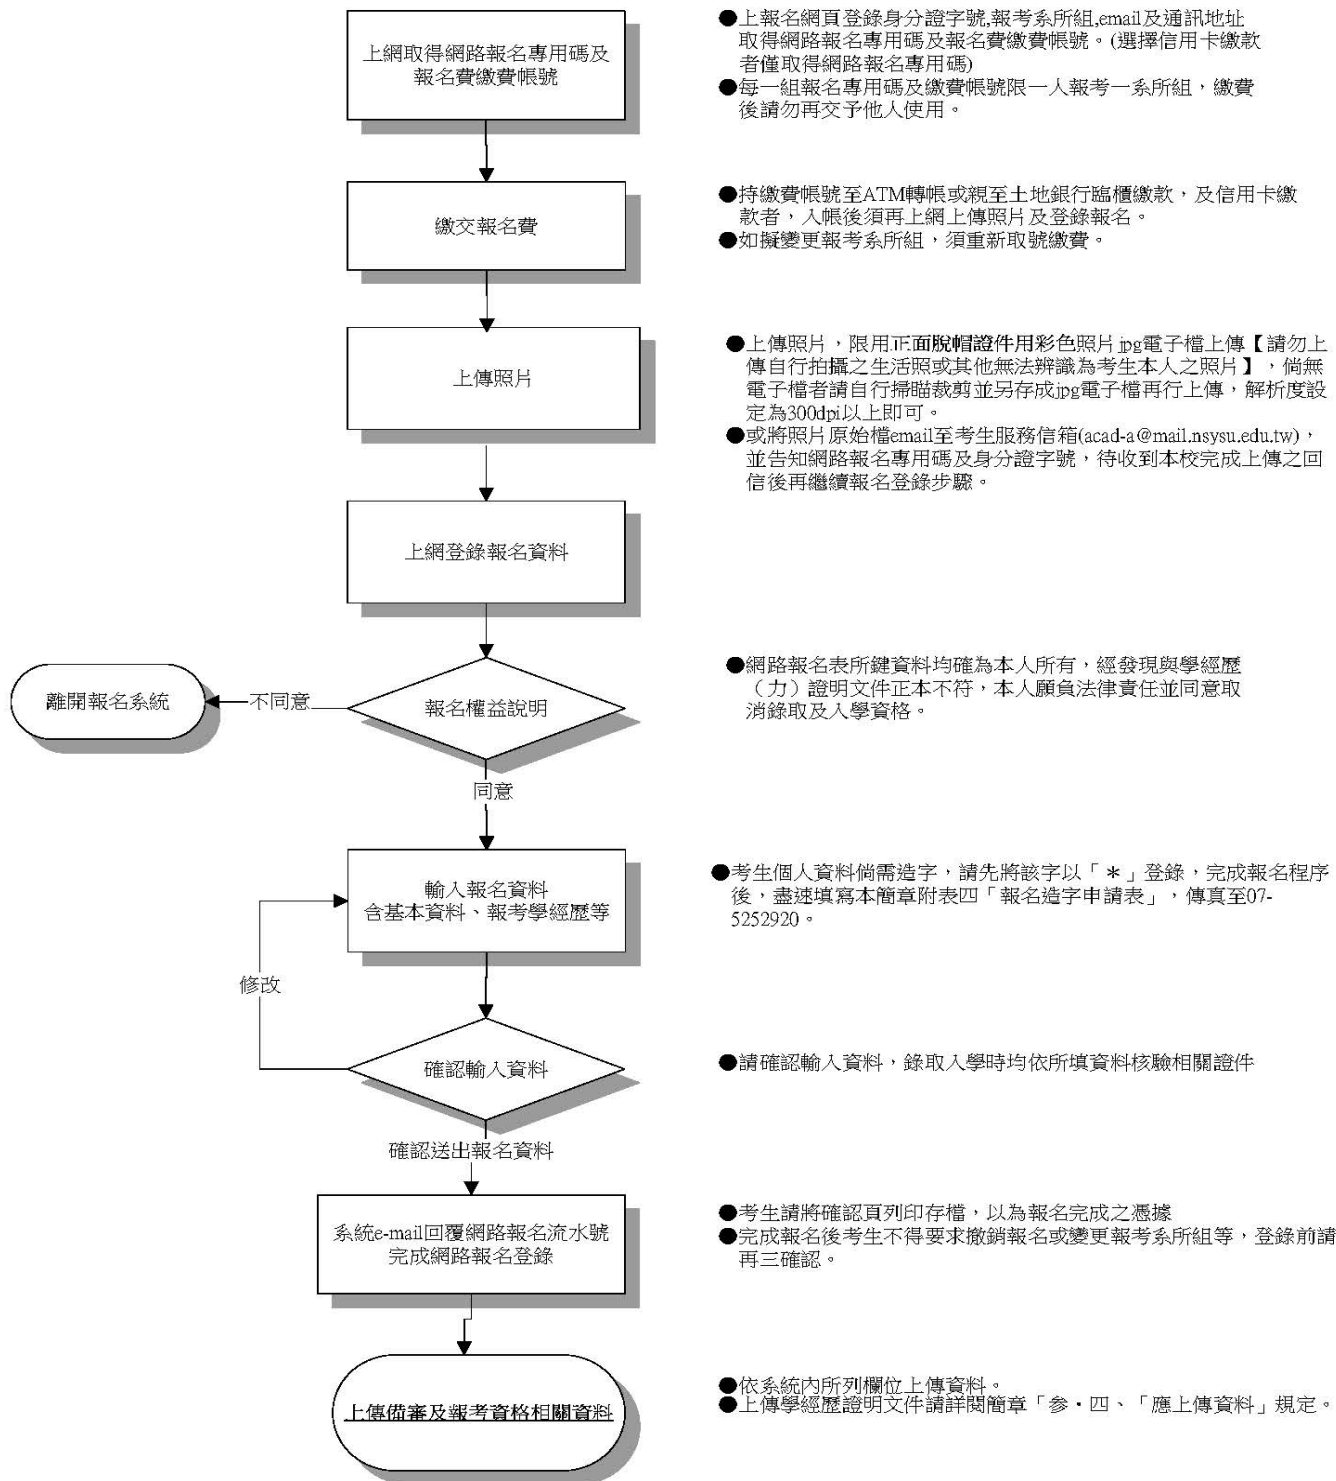 上網取得網路報名專用碼及
報名費繳費帳號
●上報名網頁登錄身分證字號,報考系所組,email及通訊地址
取得網路報名專用碼及報名費繳費帳號。(選擇信用卡繳款
者僅取得網路報名專用碼)
●每一組報名專用碼及繳費帳號限一人報考一系所組，繳費
後請勿再交予他人使用。
繳交報名費
●持繳費帳號至ATM轉帳或親至土地銀行臨櫃繳款，及信用卡繳
款者，入帳後須再上網上傳照片及登錄報名。
●如擬變更報考系所組，須重新取號繳費。
上傳照片
●上傳照片，限用正面脫帽證件用彩色照片jpg電子檔上傳【請勿上
傳自行拍攝之生活照或其他無法辨識為考生本人之照片】，倘無
電子檔者請自行掃瞄裁剪並另存成jpg電子檔再行上傳，解析度設
定為300dpi以上即可。
●或將照片原始檔email至考生服務信箱(acad-a@mail.nsysu.edu.tw)，
並告知網路報名專用碼及身分證字號，待收到本校完成上傳之回
信後再繼續報名登錄步驟。
上網登錄報名資料
離開報名系統
不同意
報名權益說明
●網路報名表所鍵資料均確為本人所有，經發現與學經歷
（力）證明文件正本不符，本人願負法律責任並同意取
消錄取及入學資格。
同意
輸入報名資料
含基本資料、報考學經歷等
●考生個人資料倘需造字，請先將該字以「＊」登錄，完成報名程序
後，盡速填寫本簡章附表四「報名造字申請表」，傳真至07-
5252920。
修改
確認輸入資料
●請確認輸入資料，錄取入學時均依所填資料核驗相關證件
確認送出報名資料
系統e-mail回覆網路報名流水號
完成網路報名登錄
●考生請將確認頁列印存檔，以為報名完成之憑據
●完成報名後考生不得要求撤銷報名或變更報考系所組等，登錄前請
再三確認。
上傳備審及報考資格相關資料
●依系統內所列欄位上傳資料。
●上傳學經歷證明文件請詳閱簡章「參‧四、「應上傳資料」規定。